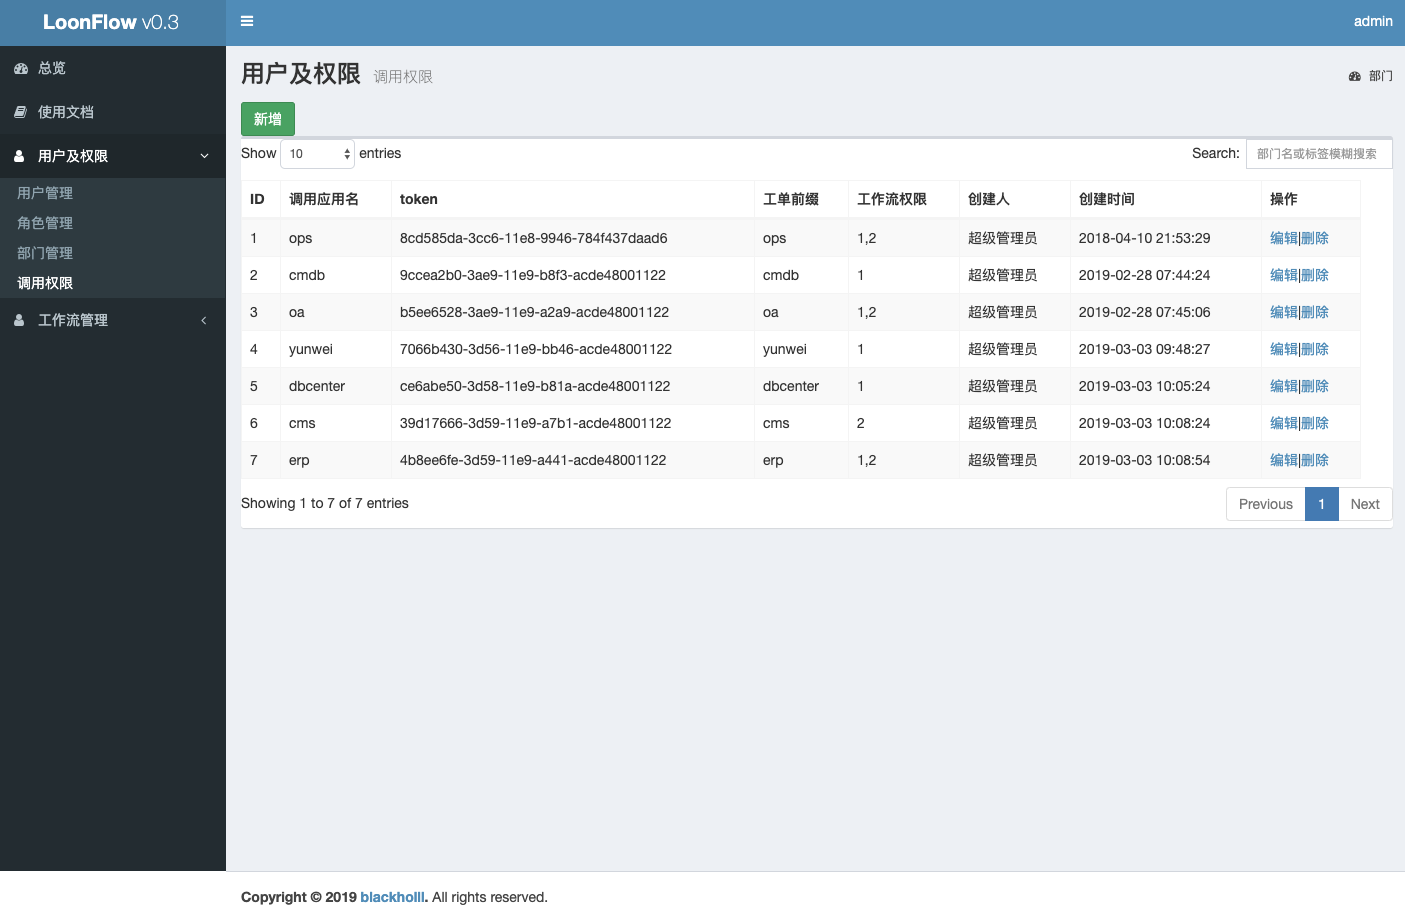 LoonFlow v0.3
admin
总览
使用文档
用户及权限
用户管理
角色管理
部门管理
调用权限
工作流管理
用户及权限 调用权限
部门
新增
Show 10 entries
Search: 部门名或标签模糊搜索
ID 调用应用名 token 工单前缀 工作流权限 创建人 创建时间 操作
1 ops 8cd585da-3cc6-11e8-9946-784f437daad6 ops 1,2 超级管理员 2018-04-10 21:53:29 编辑|删除
2 cmdb 9ccea2b0-3ae9-11e9-b8f3-acde48001122 cmdb 1 超级管理员 2019-02-28 07:44:24 编辑|删除
3 oa b5ee6528-3ae9-11e9-a2a9-acde48001122 oa 1,2 超级管理员 2019-02-28 07:45:06 编辑|删除
4 yunwei 7066b430-3d56-11e9-bb46-acde48001122 yunwei 1 超级管理员 2019-03-03 09:48:27 编辑|删除
5 dbcenter ce6abe50-3d58-11e9-b81a-acde48001122 dbcenter 1 超级管理员 2019-03-03 10:05:24 编辑|删除
6 cms 39d17666-3d59-11e9-a7b1-acde48001122 cms 2 超级管理员 2019-03-03 10:08:24 编辑|删除
7 erp 4b8ee6fe-3d59-11e9-a441-acde48001122 erp 1,2 超级管理员 2019-03-03 10:08:54 编辑|删除
Showing 1 to 7 of 7 entries
Previous 1 Next
Copyright © 2019 blackholll. All rights reserved.